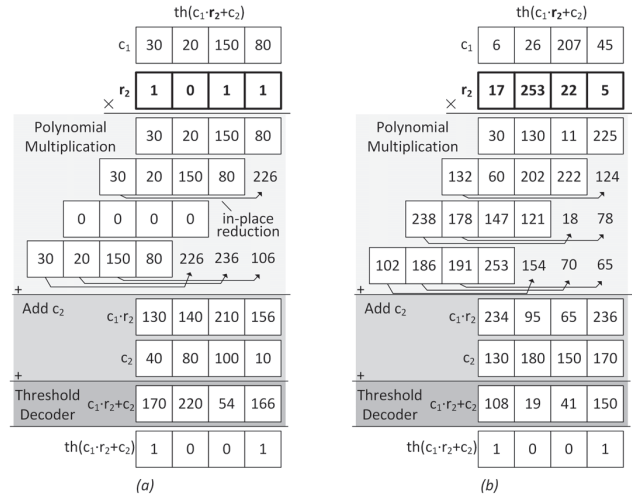 th(c₁·r₂+c₂)
c₁ 30 20 150 80
× r₂ 1 0 1 1
Polynomial
Multiplication
30 20 150 80
30 20 150 80 226
in-place
reduction
0 0 0 0
30 20 150 80 226 236 106
+
Add c₂
c₁·r₂ 130 140 210 156
c₂ 40 80 100 10
+
Threshold
Decoder
c₁·r₂+c₂ 170 220 54 166
th(c₁·r₂+c₂) 1 0 0 1
(a)
th(c₁·r₂+c₂)
c₁ 6 26 207 45
× r₂ 17 253 22 5
Polynomial
Multiplication
30 130 11 225
132 60 202 222 124
238 178 147 121 18 78
102 186 191 253 154 70 65
+
Add c₂
c₁·r₂ 234 95 65 236
c₂ 130 180 150 170
+
Threshold
Decoder
c₁·r₂+c₂ 108 19 41 150
th(c₁·r₂+c₂) 1 0 0 1
(b)